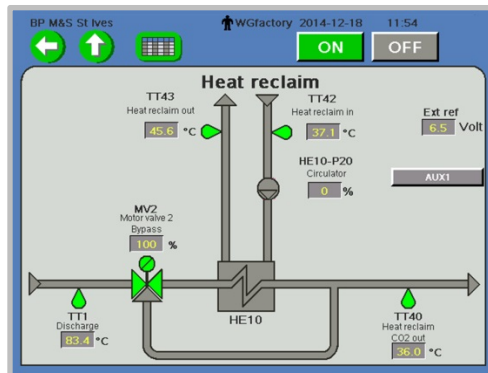 BP M&S St Ives
WGfactory 2014-12-18 11:54
ON OFF
Heat reclaim
TT43
Heat reclaim out
45.6 °C
TT42
Heat reclaim in
37.1 °C
Ext ref
6.5 Volt
HE10-P20
Circulator
0 %
AUX1
MV2
Motor valve 2
Bypass
100 %
HE10
TT1
Discharge
83.4 °C
TT40
Heat reclaim
CO2 out
36.0 °C